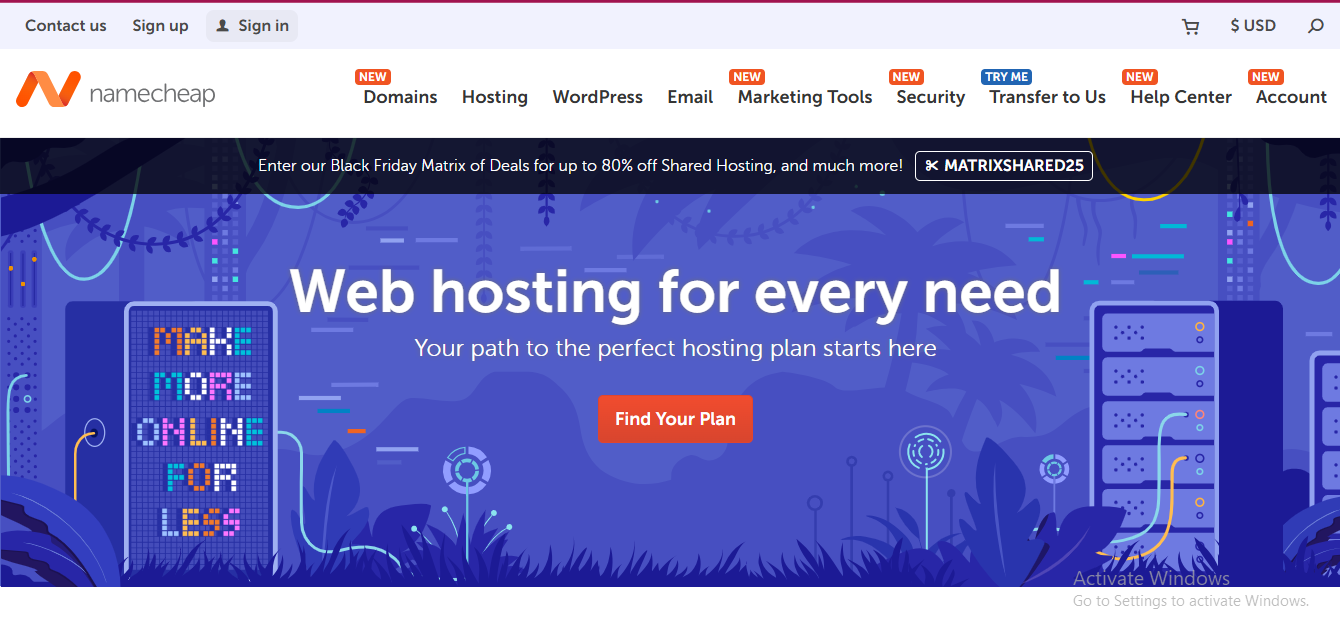 Contact us Sign up Sign in $ USD
namecheap
NEW NEW NEW TRY ME NEW NEW
Domains Hosting WordPress Email Marketing Tools Security Transfer to Us Help Center Account
Enter our Black Friday Matrix of Deals for up to 80% off Shared Hosting, and much more! MATRIXSHARED25
Web hosting for every need
Your path to the perfect hosting plan starts here
Find Your Plan
MAKE
MORE
ONLINE
FOR
LESS
Activate Windows
Go to Settings to activate Windows.